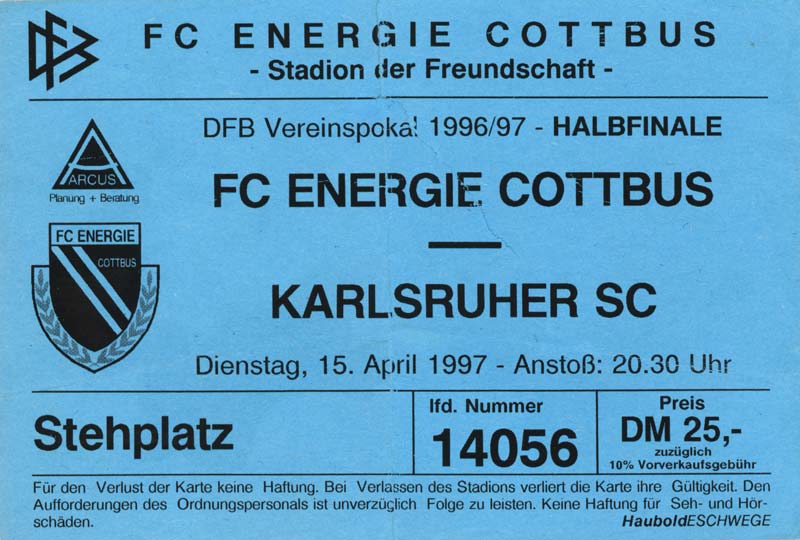 DFB
FC ENERGIE COTTBUS
- Stadion der Freundschaft -
DFB Vereinspokal 1996/97 - HALBFINALE
ARCUS
Planung + Beratung
FC ENERGIE COTTBUS
—
FC ENERGIE
COTTBUS
KARLSRUHER SC
Dienstag, 15. April 1997 - Anstoß: 20.30 Uhr
Stehplatz
lfd. Nummer
14056
Preis
DM 25,-
zuzüglich
10% Vorverkaufsgebühr
Für den Verlust der Karte keine Haftung. Bei Verlassen des Stadions verliert die Karte ihre Gültigkeit. Den
Aufforderungen des Ordnungspersonals ist unverzüglich Folge zu leisten. Keine Haftung für Seh- und Hör-
schäden.
HauboldESCHWEGE